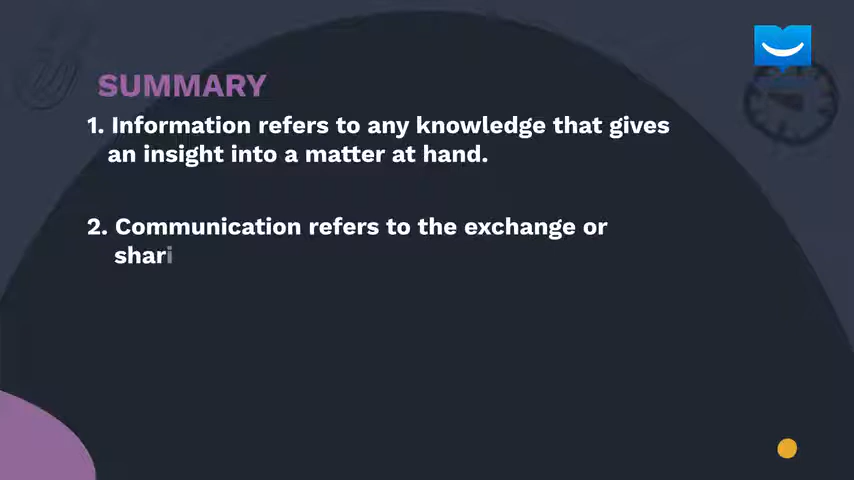 SUMMARY
1. Information refers to any knowledge that gives
an insight into a matter at hand.
2. Communication refers to the exchange or
shari